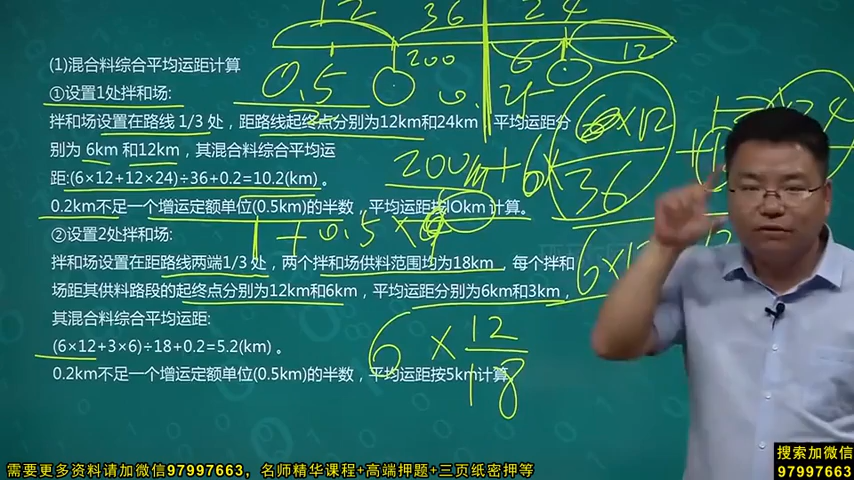 12
36 24
(1)混合料综合平均运距计算
200 6 12
①设置1处拌和场:
0.5
拌和场设置在路线 1/3 处，距路线起终点分别为12km和24km 平均运距分
别为 6km 和12km，其混合料综合平均运
距:(6×12+12×24)÷36+0.2=10.2(km) 。
200m+6×
6×12
36
24
0.2km不足一个增运定额单位(0.5km)的半数，平均运距按lOkm 计算。
1+0.5×
②设置2处拌和场:
拌和场设置在距路线两端1/3 处，两个拌和场供料范围均为18km 每个拌和
场距其供料路段的起终点分别为12km和6km，平均运距分别为6km和3km，
其混合料综合平均运距:
(6×12+3×6)÷18+0.2=5.2(km) 。
6×12
18
0.2km不足一个增运定额单位(0.5km)的半数，平均运距按5km计算
搜索加微信
97997663
需要更多资料请加微信97997663，名师精华课程+高端押题+三页纸密押等